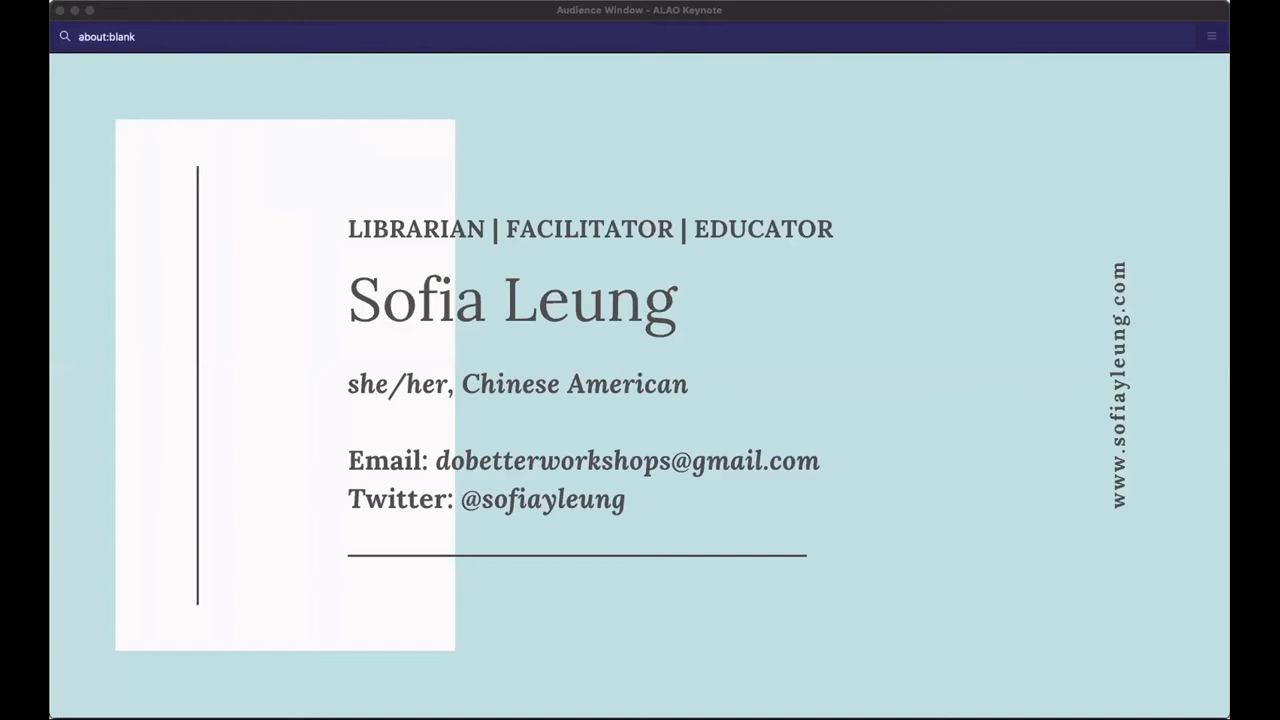 Audience Window - ALAO Keynote
about:blank
LIBRARIAN | FACILITATOR | EDUCATOR
Sofia Leung
she/her, Chinese American
Email: dobetterworkshops@gmail.com
Twitter: @sofiayleung
www.sofiayleung.com